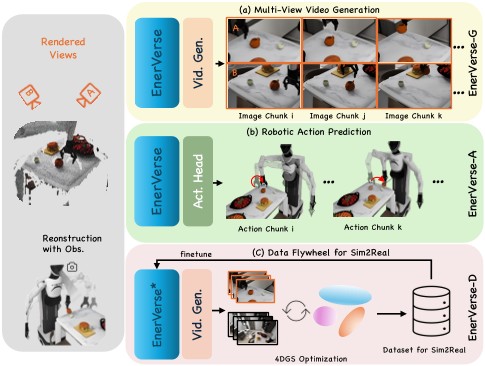 Rendered
Views
B
A
Reconstruction
with Obs.
(a) Multi-View Video Generation
EnerVerse
Vid. Gen.
A
B
...
Image Chunk i
Image Chunk j
Image Chunk k
EnerVerse-G
(b) Robotic Action Prediction
EnerVerse
Act. Head
...
...
Action Chunk i
Action Chunk k
EnerVerse-A
(C) Data Flywheel for Sim2Real
finetune
EnerVerse*
Vid. Gen.
4DGS Optimization
Dataset for Sim2Real
EnerVerse-D